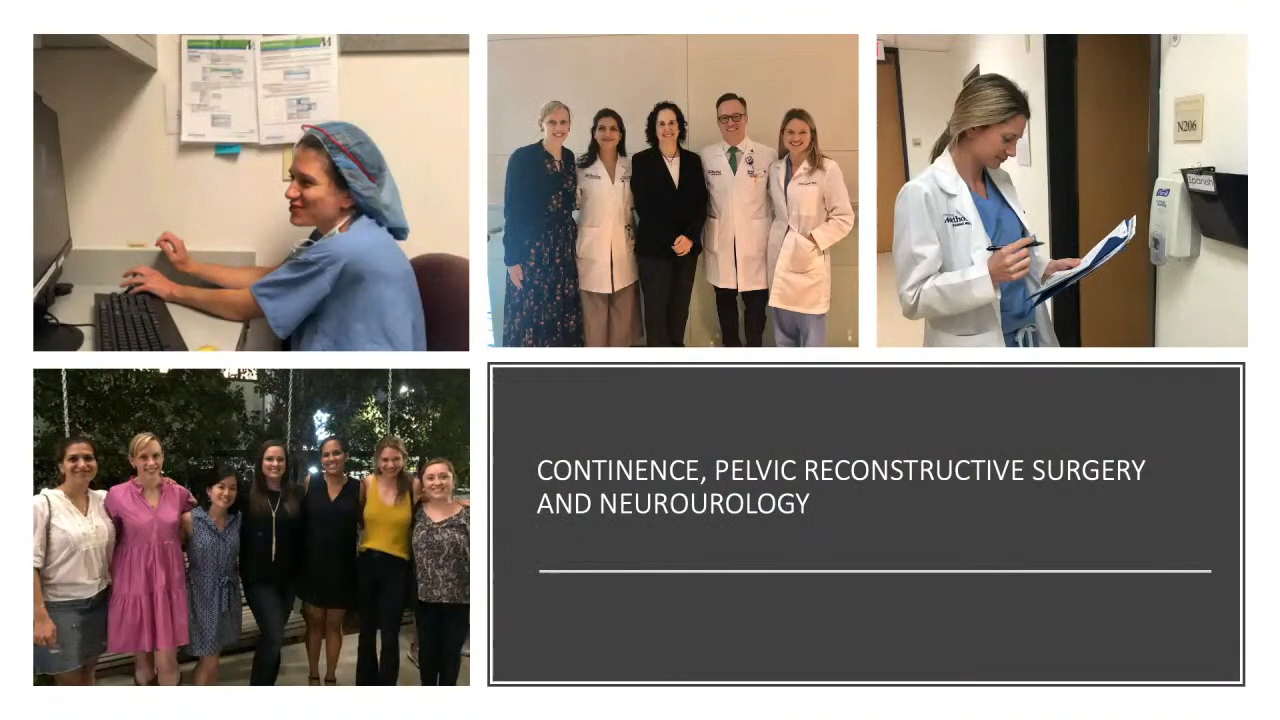 N206
Spanish
CONTINENCE, PELVIC RECONSTRUCTIVE SURGERY
AND NEUROUROLOGY